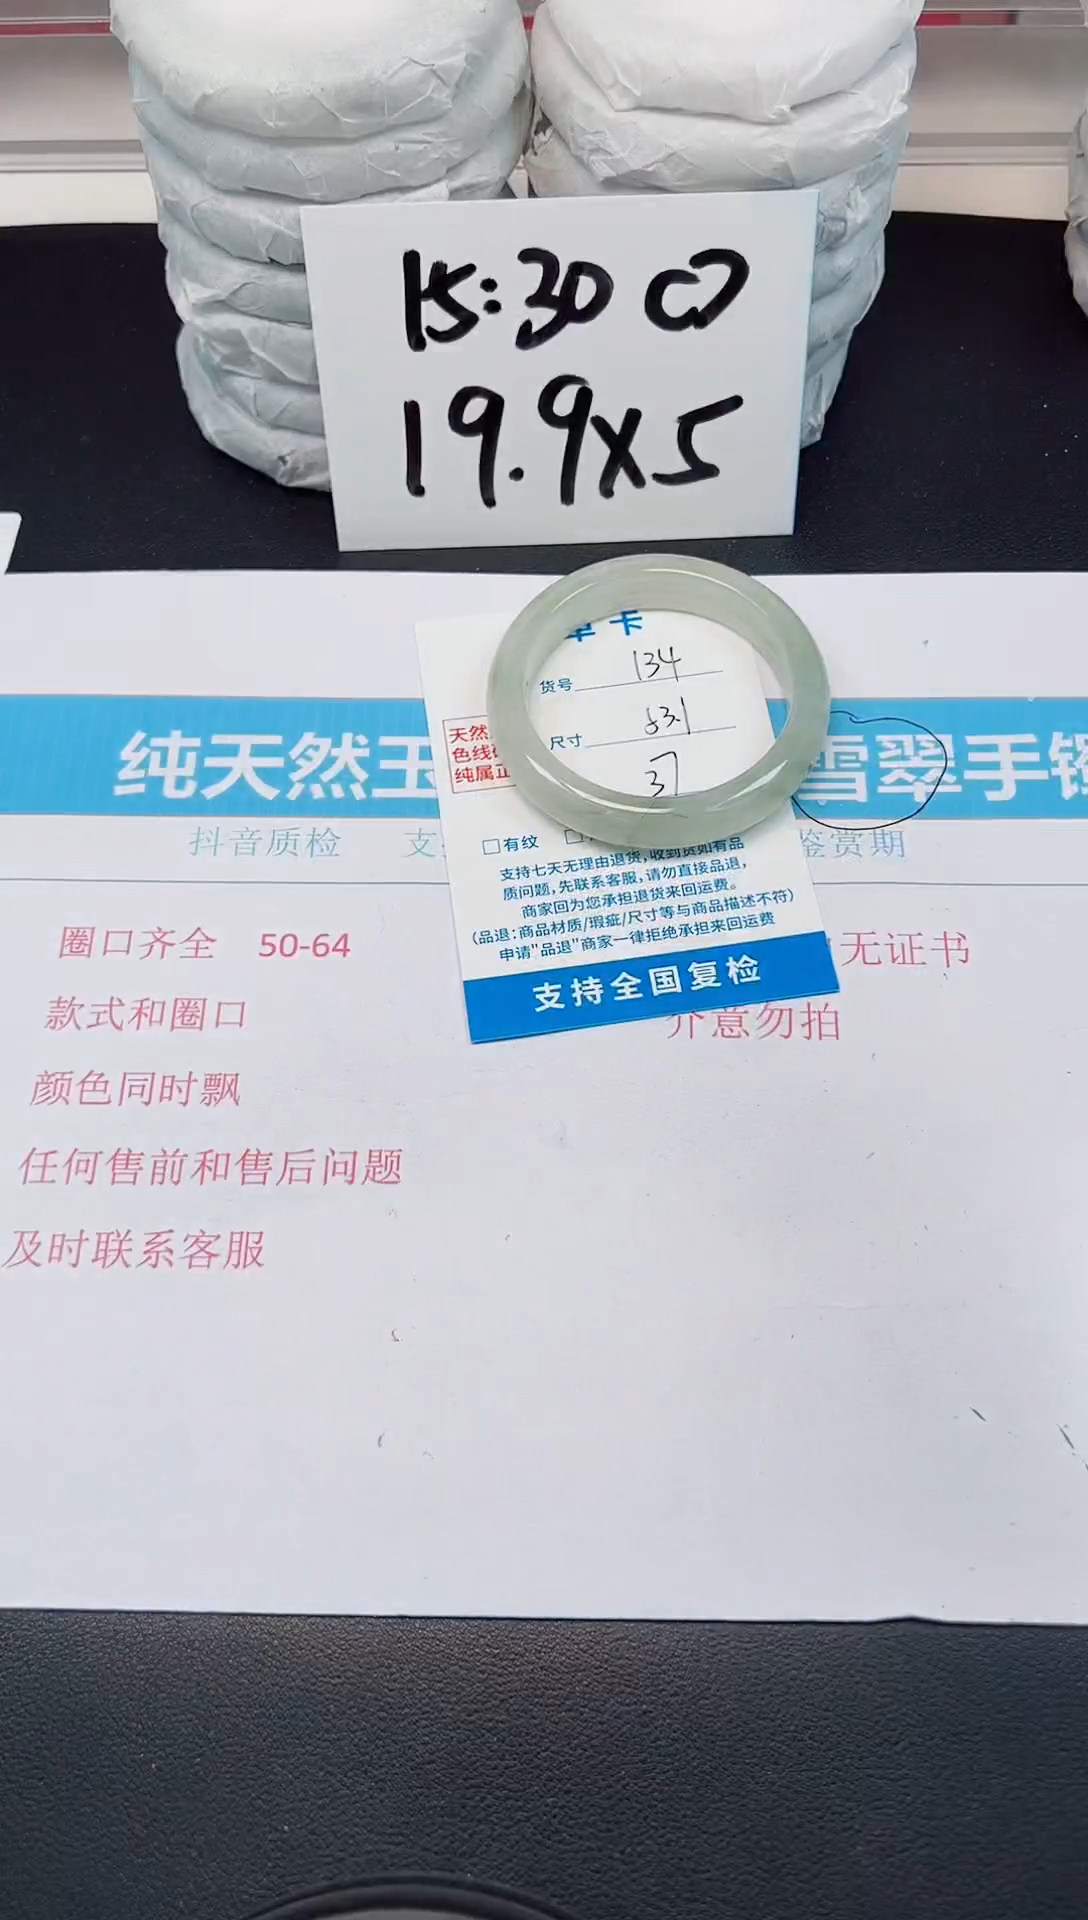 15:30
19.9X5
卓卡
货号 134
尺寸 53.1
37
天然
色线
纯属正
纯天然玉
雪翠手镯
抖音质检 支
鉴赏期
□有纹 □
支持七天无理由退货,收到货如有品
质问题,先联系客服,请勿直接品退,
商家回为您承担退货来回运费。
(品退:商品材质/瑕疵/尺寸等与商品描述不符)
申请"品退"商家一律拒绝承担来回运费
支持全国复检
圈口齐全 50-64
无证书
款式和圈口
介意勿拍
颜色同时飘
任何售前和售后问题
及时联系客服